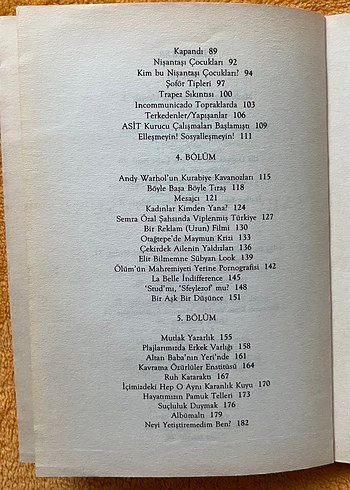 Kapandı 89
Nişantaşı Çocukları 92
Kim bu Nişantaşı Çocukları? 94
Şoför Tipleri 97
Trapez Sıkıntısı 100
İncommunicado Topraklarda 103
Terkedenler/Yapışanlar 106
ASİT Kurucu Çalışmaları Başlamıştı 109
Elleşmeyin! Sosyalleşmeyin! 111
4. BÖLÜM
Andy Warhol'un Kurabiye Kavanozları 115
Böyle Başa Böyle Tıraş 118
Mesajcı 121
Kadınlar Kimden Yana? 124
Semra Özal Şahsında Viplenmiş Türkiye 127
Bir Reklam (Uzun) Filmi 130
Otağtepe'de Maymun Krizi 133
Çekirdek Ailenin Yaldızları 136
Elit Bilmemne Sübyan Look 139
Ölüm'ün Mahremiyeti Yerine Pornografisi 142
La Belle İndifference 145
'Stud'mı, 'Sfeylezof' mu? 148
Bir Aşk Bir Düşünce 151
5. BÖLÜM
Mutlak Yazarlık 155
Plajlarımızda Erkek Varlığı 158
Altan Baba'nın Yeri'nde 161
Kavrama Özürlüler Enstitüsü 164
Ruh Kataraktı 167
İçimizdeki Hep O Aynı Karanlık Kuyu 170
Hayatımızın Pamuk Telleri 173
Suçluluk Duymak 176
Albümaltı 179
Neyi Yetiştiremedim Ben? 182